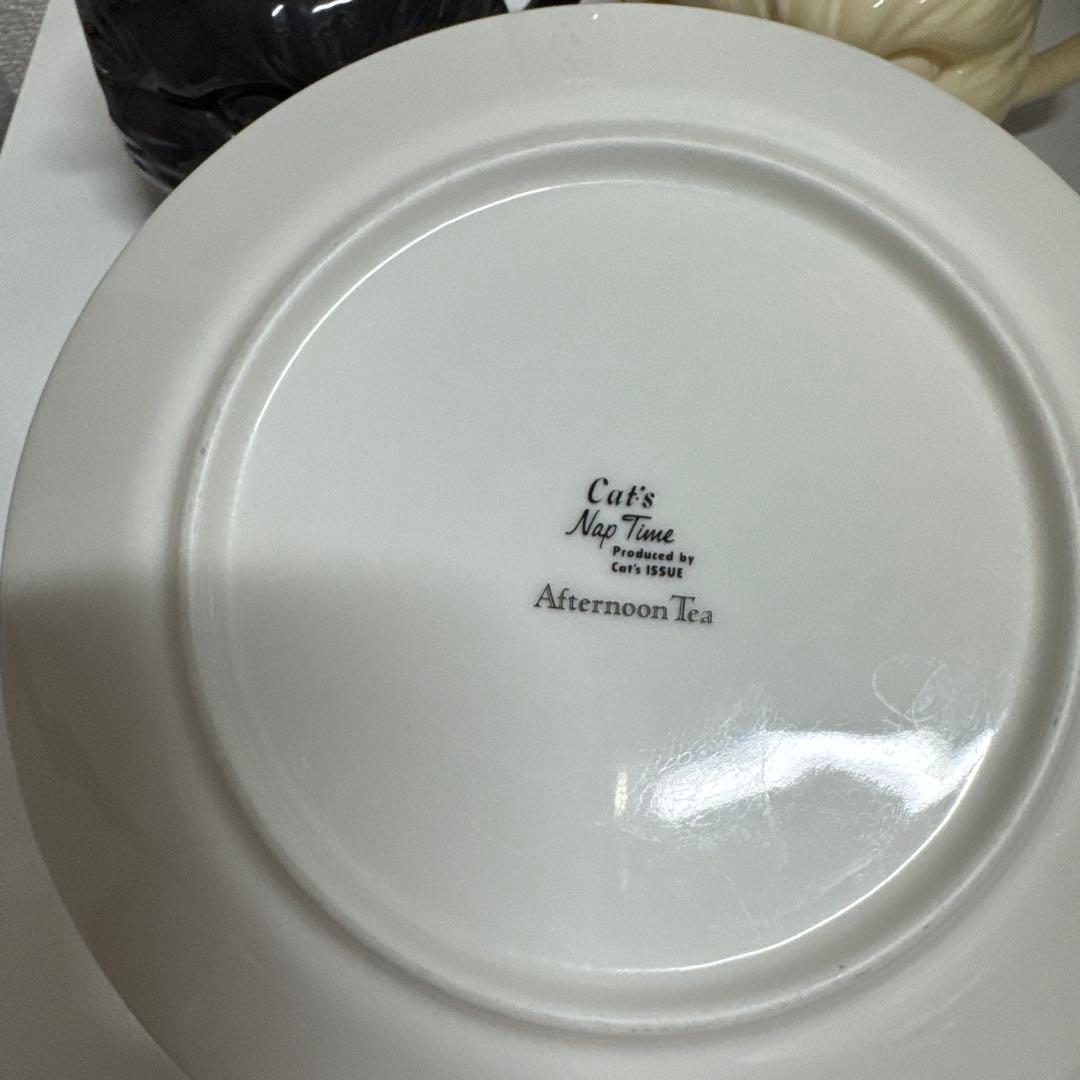 Cat's
Nap Time
Produced by
Cat's ISSUE
Afternoon Tea